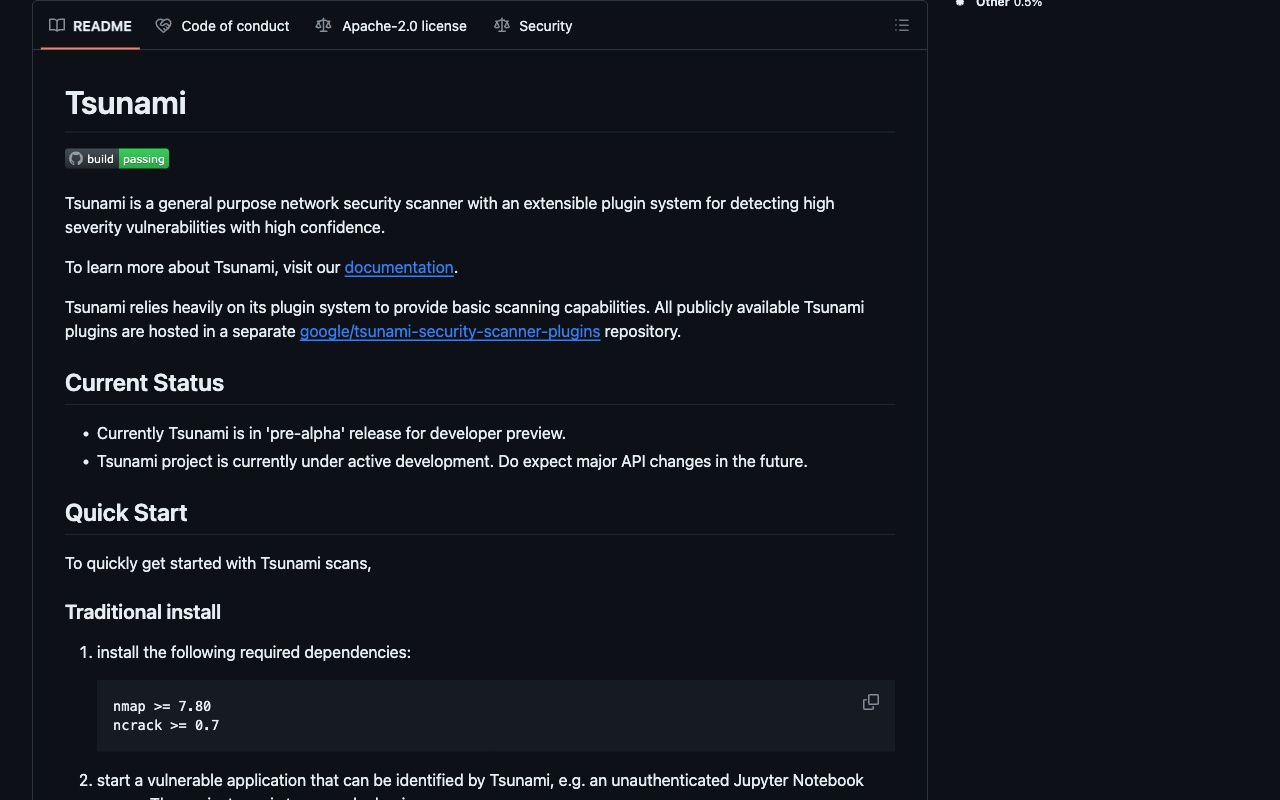 Other 0.5%
README
Code of conduct
Apache-2.0 license
Security
Tsunami
build passing
Tsunami is a general purpose network security scanner with an extensible plugin system for detecting high
severity vulnerabilities with high confidence.
To learn more about Tsunami, visit our documentation.
Tsunami relies heavily on its plugin system to provide basic scanning capabilities. All publicly available Tsunami
plugins are hosted in a separate google/tsunami-security-scanner-plugins repository.
Current Status
• Currently Tsunami is in 'pre-alpha' release for developer preview.
• Tsunami project is currently under active development. Do expect major API changes in the future.
Quick Start
To quickly get started with Tsunami scans,
Traditional install
1. install the following required dependencies:
nmap >= 7.80
ncrack >= 0.7
2. start a vulnerable application that can be identified by Tsunami, e.g. an unauthenticated Jupyter Notebook